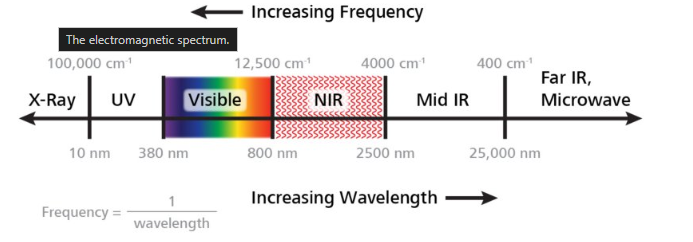 Increasing Frequency
The electromagnetic spectrum.
100,000 cm⁻¹ 12,500 cm⁻¹ 4000 cm⁻¹ 400 cm⁻¹
X-Ray UV Visible NIR Mid IR Far IR,
Microwave
10 nm 380 nm 800 nm 2500 nm 25,000 nm
Increasing Wavelength
Frequency = 1
wavelength